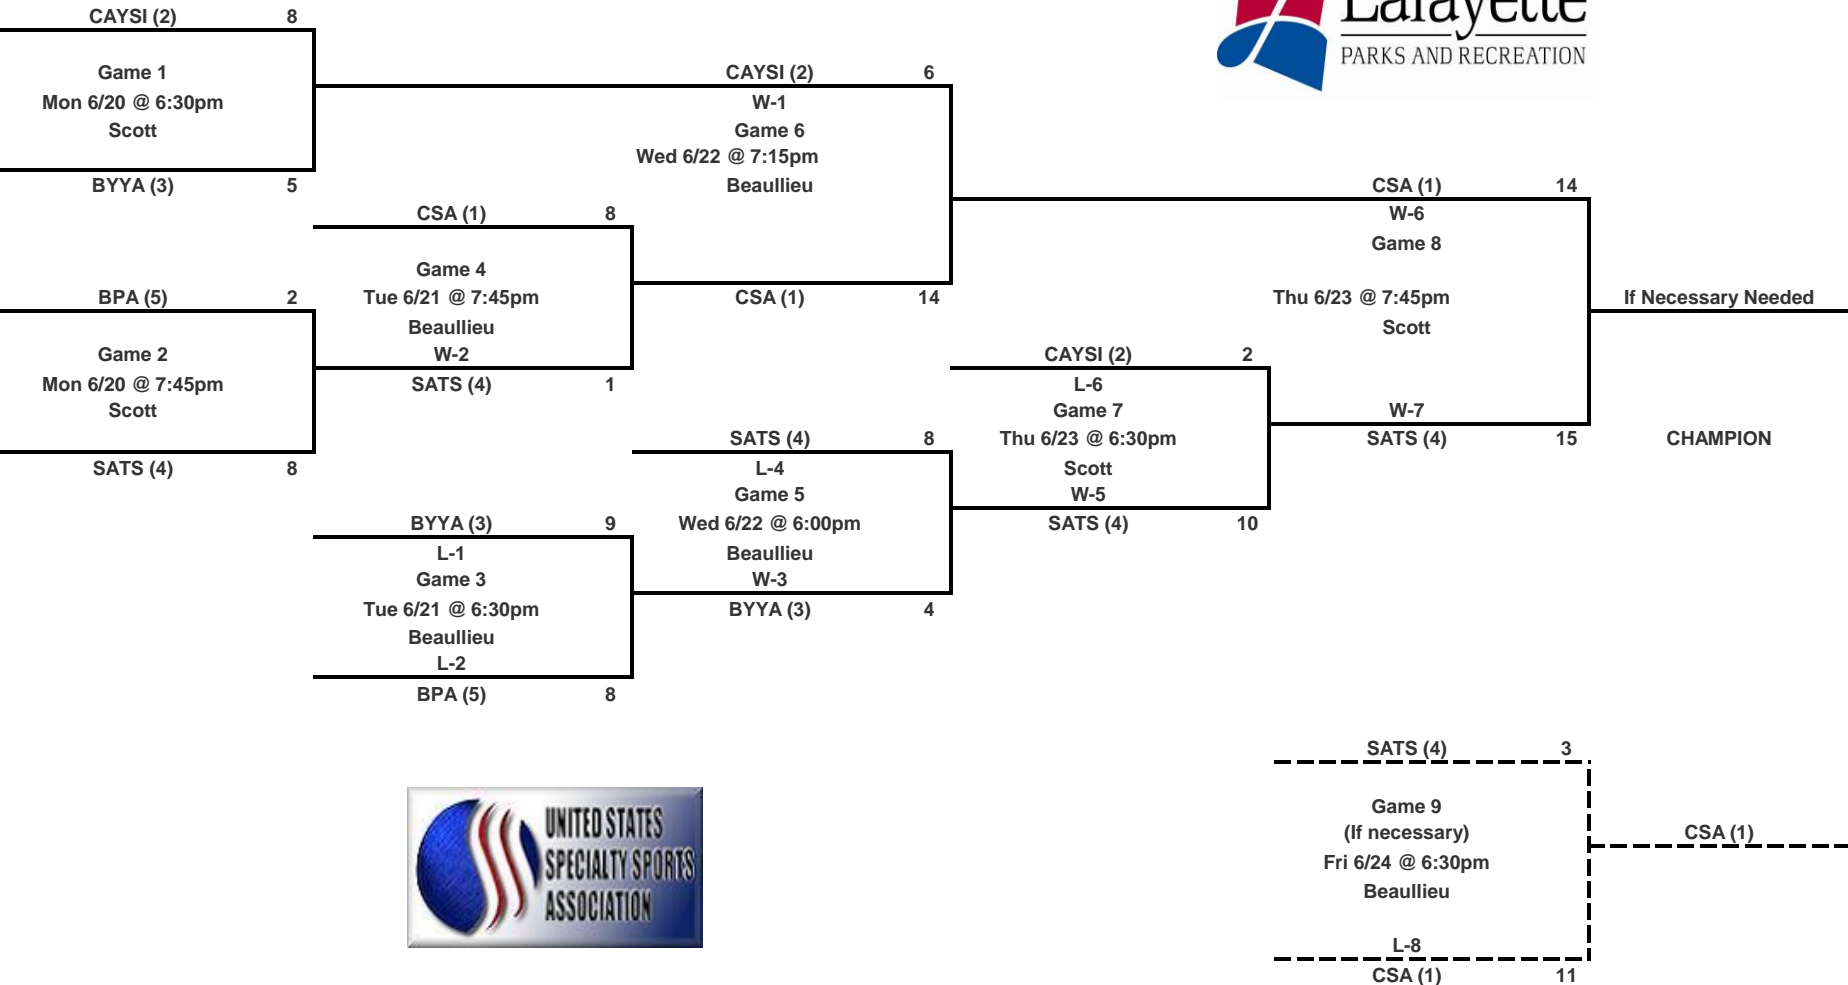 CAYSI (2) 8
Game 1
Mon 6/20 @ 6:30pm
Scott
BYYA (3) 5
BPA (5) 2
Game 2
Mon 6/20 @ 7:45pm
Scott
SATS (4) 8
CSA (1) 8
Game 4
Tue 6/21 @ 7:45pm
Beaullieu
W-2
SATS (4) 1
BYYA (3) 9
L-1
Game 3
Tue 6/21 @ 6:30pm
Beaullieu
L-2
BPA (5) 8
CAYSI (2) 6
W-1
Game 6
Wed 6/22 @ 7:15pm
Beaullieu
CSA (1) 14
SATS (4) 8
L-4
Game 5
Wed 6/22 @ 6:00pm
Beaullieu
W-3
BYYA (3) 4
CAYSI (2) 2
L-6
Game 7
Thu 6/23 @ 6:30pm
Scott
W-5
SATS (4) 10
Lafayette
PARKS AND RECREATION
CSA (1) 14
W-6
Game 8
Thu 6/23 @ 7:45pm
Scott
W-7
SATS (4) 15
If Necessary Needed
CHAMPION
SATS (4) 3
Game 9
(If necessary)
Fri 6/24 @ 6:30pm
Beaullieu
L-8
CSA (1) 11
CSA (1)
UNITED STATES
SPECIALTY SPORTS
ASSOCIATION